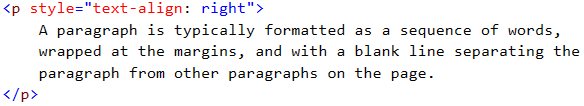 <p style="text-align: right">
A paragraph is typically formatted as a sequence of words,
wrapped at the margins, and with a blank line separating the
paragraph from other paragraphs on the page.
</p>